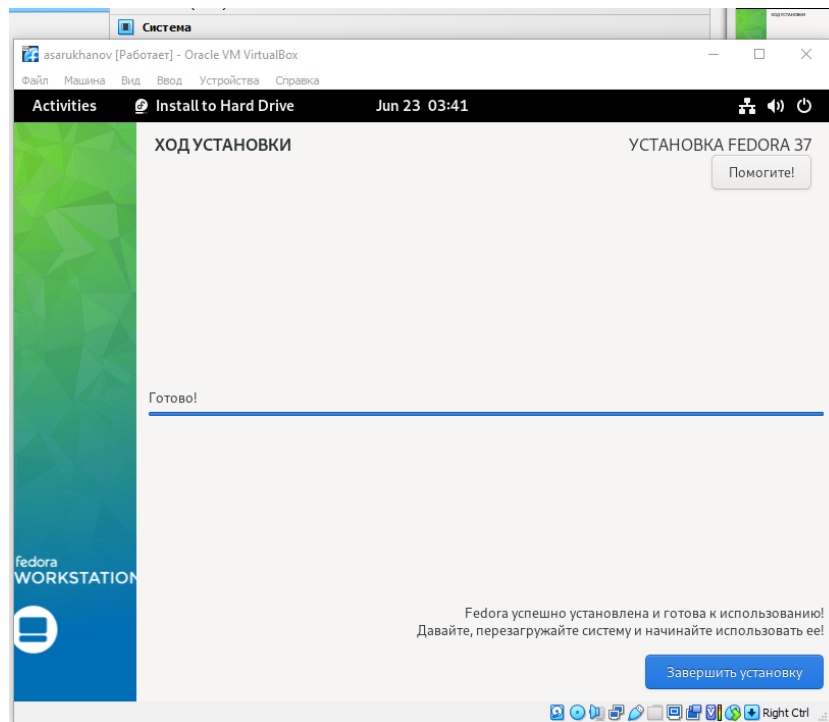 Система
asarukhanov [Работает] - Oracle VM VirtualBox
Файл Машина Вид Ввод Устройства Справка
Activities Install to Hard Drive Jun 23 03:41
ХОД УСТАНОВКИ УСТАНОВКА FEDORA 37
Помогите!
Готово!
fedora
WORKSTATION
Fedora успешно установлена и готова к использованию!
Давайте, перезагружайте систему и начинайте использовать ее!
Завершить установку
Right Ctrl